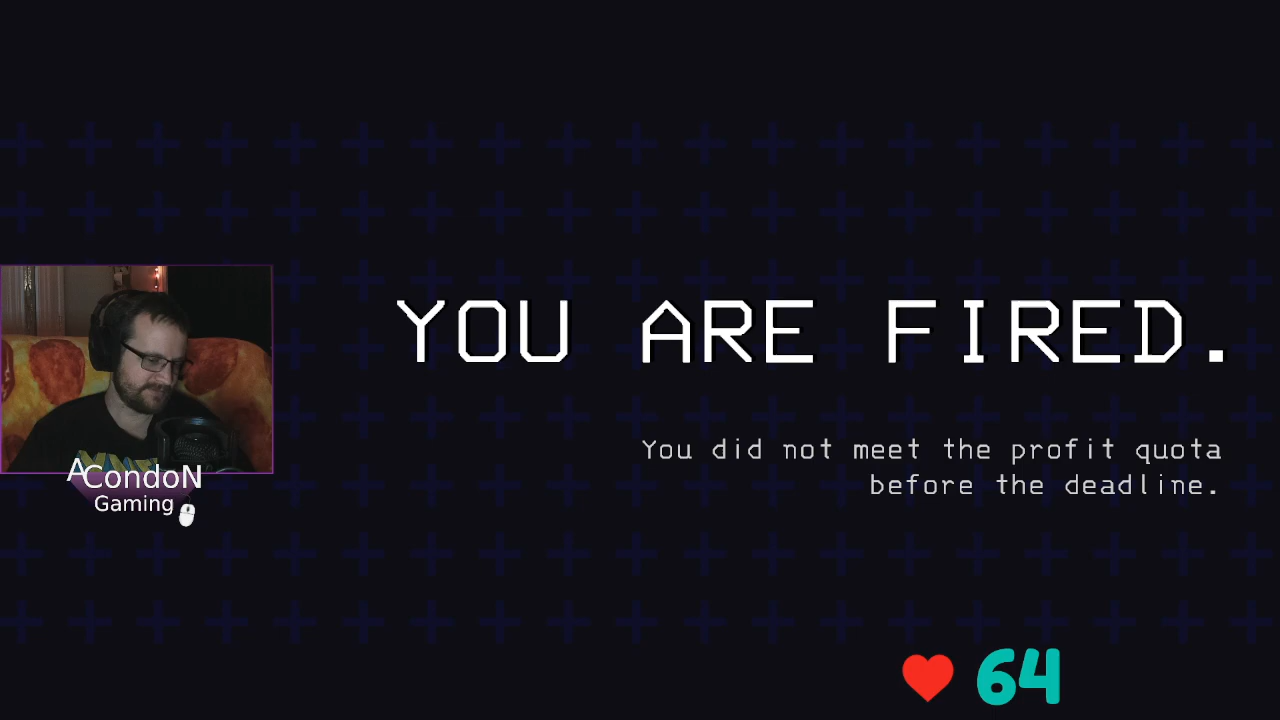 YOU ARE FIRED.
You did not meet the profit quota
before the deadline.
ACondoN
Gaming
64